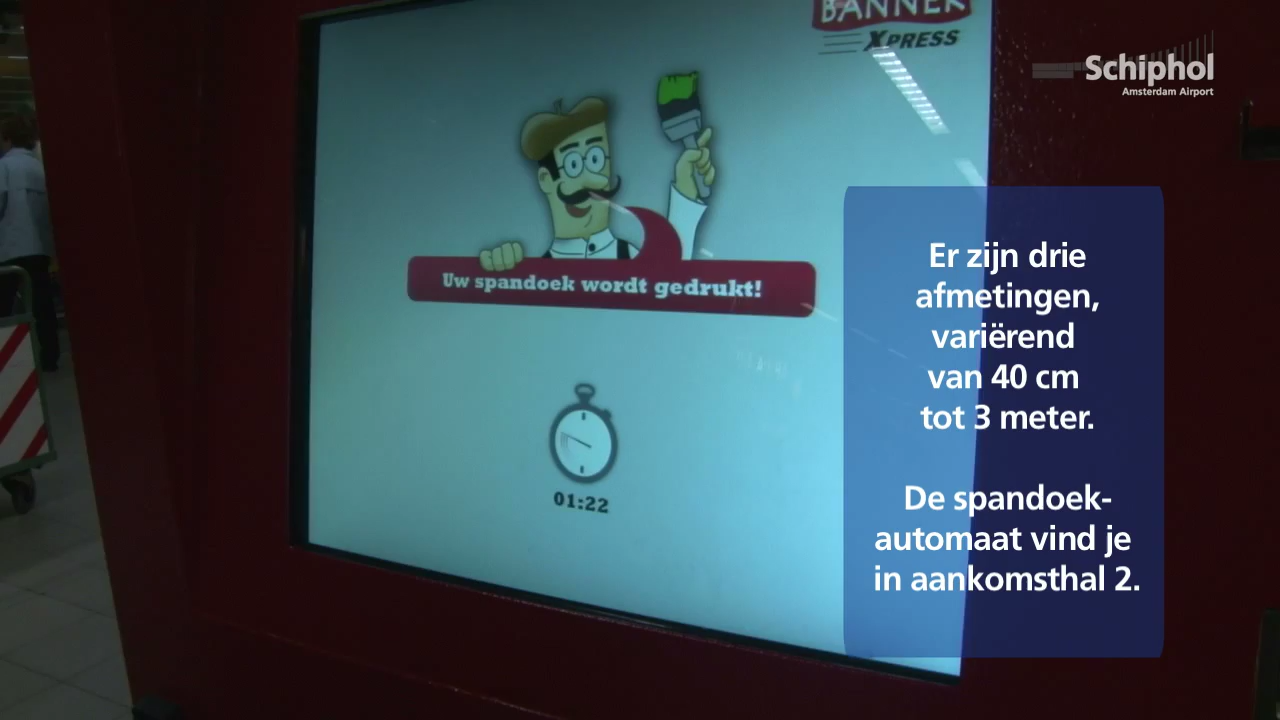 BANNER
XPRESS
Schiphol
Amsterdam Airport
Uw spandoek wordt gedrukt!
01:22
Er zijn drie
afmetingen,
variërend
van 40 cm
tot 3 meter.
De spandoek-
automaat vind je
in aankomsthal 2.